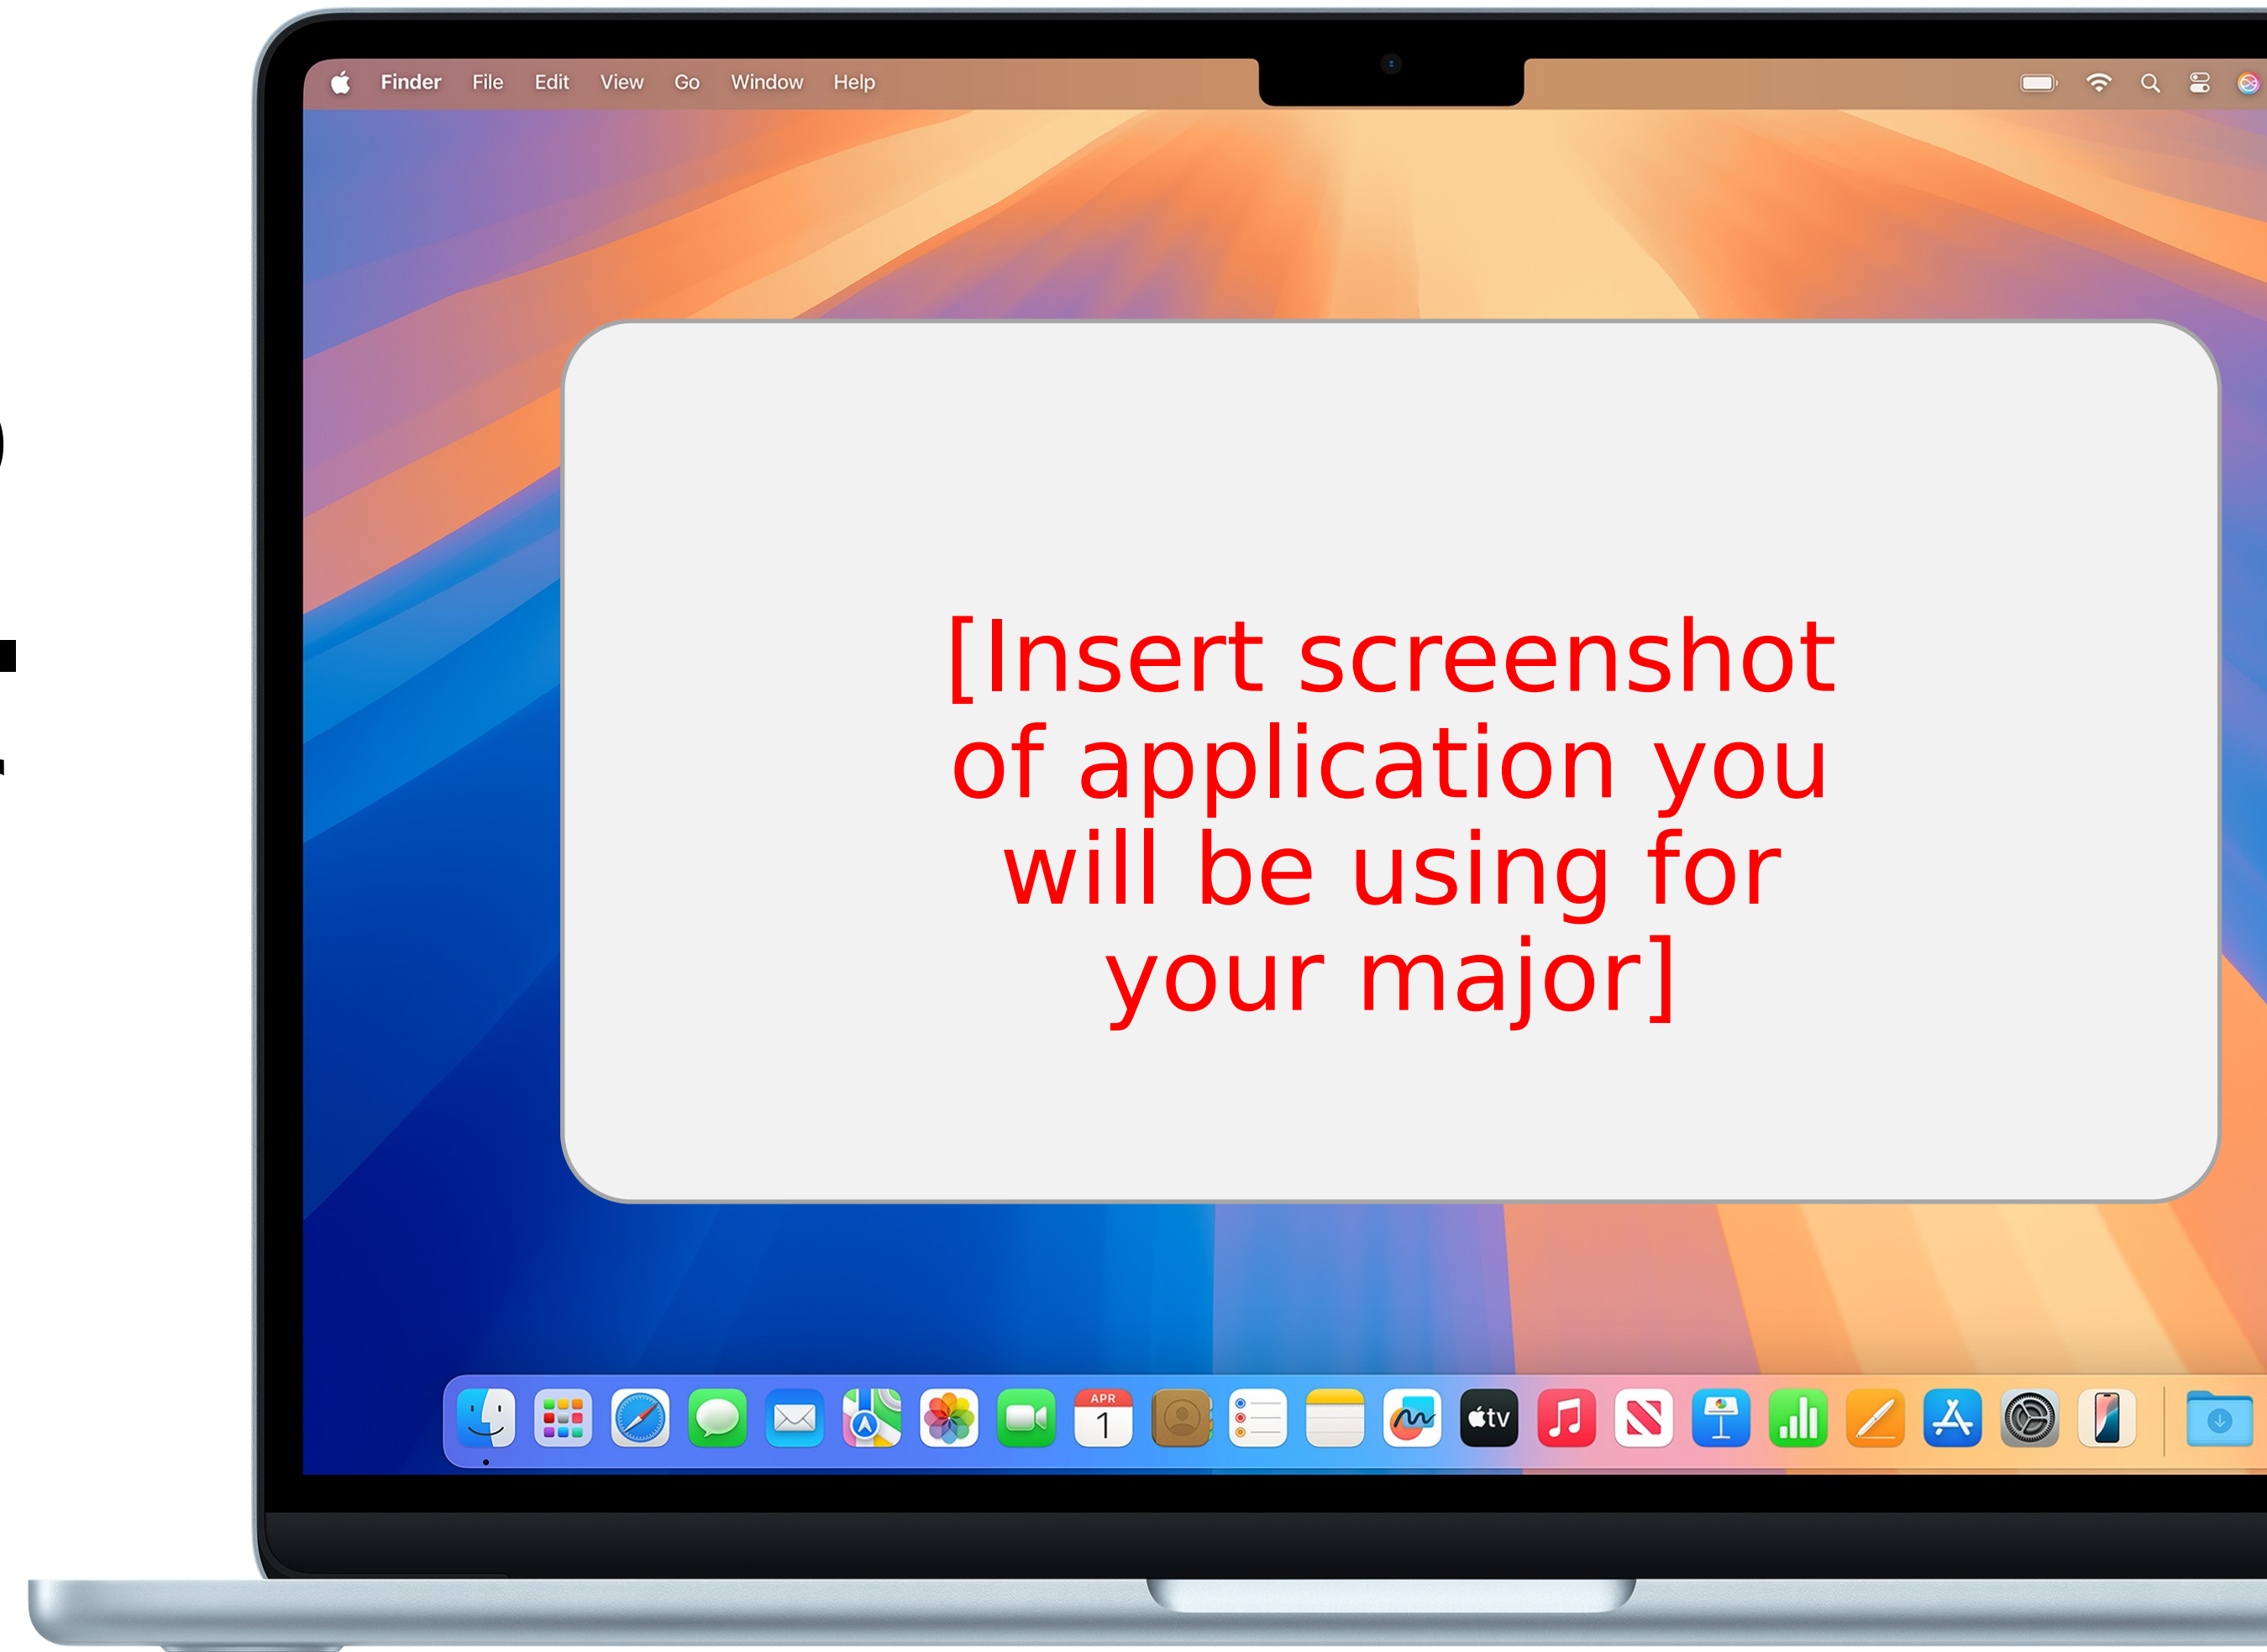 Finder File Edit View Go Window Help
[Insert screenshot
of application you
will be using for
your major]
APR
1
tv